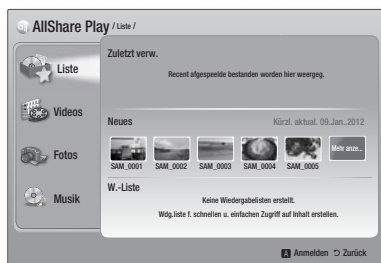 AllShare Play / Liste /
Liste
Videos
Fotos
Musik
Zuletzt verw.
Recent afgespeelde bestanden worden hier weergeg.
Neues
Kürzl. aktual. 09.Jan..2012
SAM_0001 SAM_0002 SAM_0003 SAM_0004 SAM_0005 Mehr anze...
W.-Liste
Keine Wiedergabelisten erstellt.
Wdg.liste f. schnellen u. einfachen Zugriff auf Inhalt erstellen.
A Anmelden Zurück